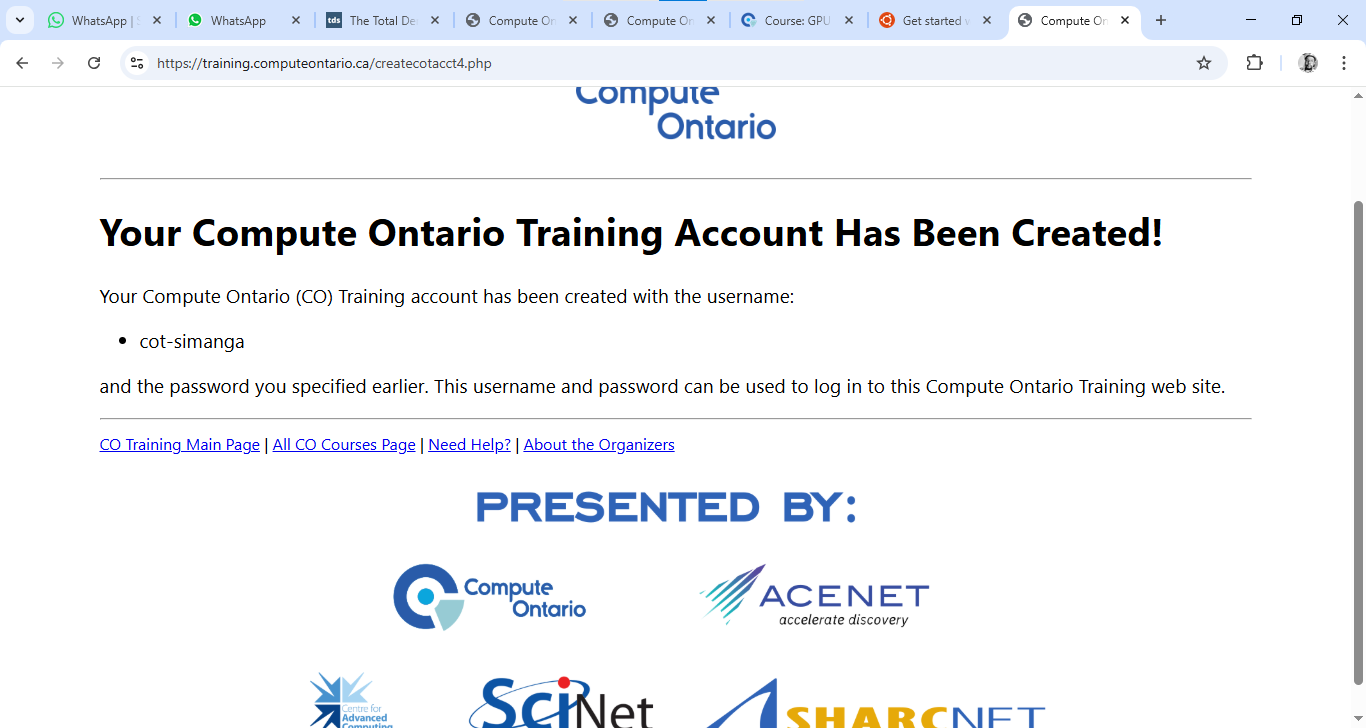 WhatsApp | S
WhatsApp
tds
The Total De
Compute On
Compute On
Course: GPU
Get started w
Compute On
https://training.computeontario.ca/createcotacct4.php
Compute
Ontario
Your Compute Ontario Training Account Has Been Created!
Your Compute Ontario (CO) Training account has been created with the username:
• cot-simanga
and the password you specified earlier. This username and password can be used to log in to this Compute Ontario Training web site.
CO Training Main Page | All CO Courses Page | Need Help? | About the Organizers
PRESENTED BY:
Compute
Ontario
ACENET
accelerate discovery
Centre for
Advanced
Computing
SciNet
SHARCNET